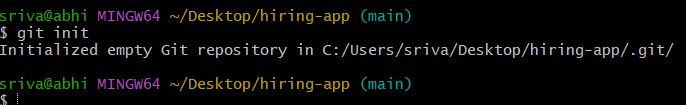 sriva@abhi MINGW64 ~/Desktop/hiring-app (main)
$ git init
Initialized empty Git repository in C:/Users/sriva/Desktop/hiring-app/.git/
sriva@abhi MINGW64 ~/Desktop/hiring-app (main)
$